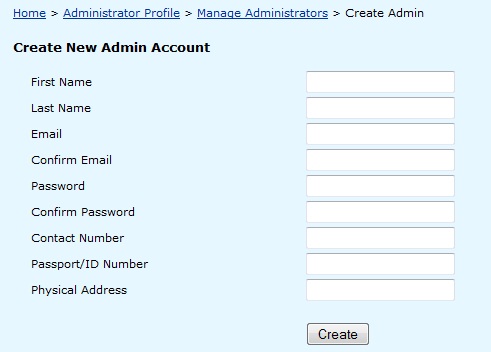 Home > Administrator Profile > Manage Administrators > Create Admin
Create New Admin Account
First Name
Last Name
Email
Confirm Email
Password
Confirm Password
Contact Number
Passport/ID Number
Physical Address
Create